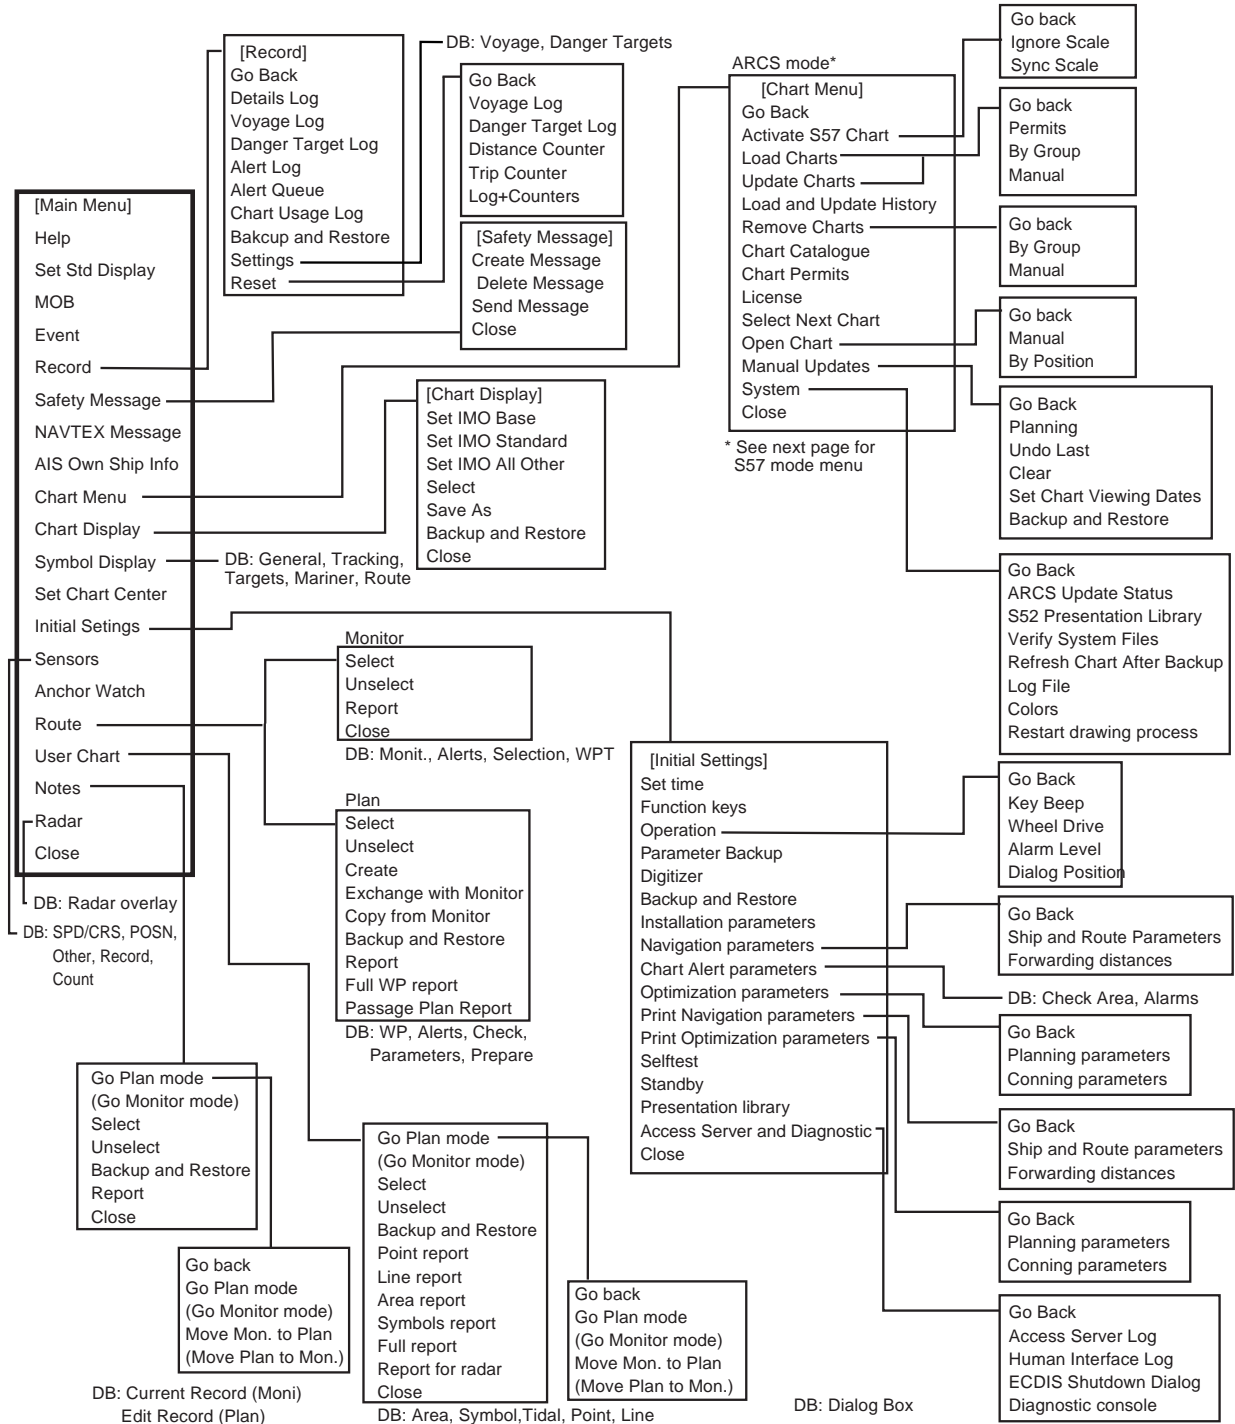 [Main Menu]
Help
Set Std Display
MOB
Event
Record
Safety Message
NAVTEX Message
AIS Own Ship Info
Chart Menu
Chart Display
Symbol Display
Set Chart Center
Initial Setings
Sensors
Anchor Watch
Route
User Chart
Notes
Radar
Close
DB: Radar overlay
DB: SPD/CRS, POSN,
Other, Record,
Count
[Record]
Go Back
Details Log
Voyage Log
Danger Target Log
Alert Log
Alert Queue
Chart Usage Log
Bakcup and Restore
Settings
Reset
DB: Voyage, Danger Targets
Go Back
Voyage Log
Danger Target Log
Distance Counter
Trip Counter
Log+Counters
[Safety Message]
Create Message
Delete Message
Send Message
Close
[Chart Display]
Set IMO Base
Set IMO Standard
Set IMO All Other
Select
Save As
Backup and Restore
Close
DB: General, Tracking,
Targets, Mariner, Route
Monitor
Select
Unselect
Report
Close
DB: Monit., Alerts, Selection, WPT
Plan
Select
Unselect
Create
Exchange with Monitor
Copy from Monitor
Backup and Restore
Report
Full WP report
Passage Plan Report
DB: WP, Alerts, Check,
Parameters, Prepare
Go Plan mode
(Go Monitor mode)
Select
Unselect
Backup and Restore
Report
Close
Go back
Go Plan mode
(Go Monitor mode)
Move Mon. to Plan
(Move Plan to Mon.)
DB: Current Record (Moni)
Edit Record (Plan)
Go Plan mode
(Go Monitor mode)
Select
Unselect
Backup and Restore
Point report
Line report
Area report
Symbols report
Full report
Report for radar
Close
DB: Area, Symbol,Tidal, Point, Line
Go back
Go Plan mode
(Go Monitor mode)
Move Mon. to Plan
(Move Plan to Mon.)
ARCS mode*
[Chart Menu]
Go Back
Activate S57 Chart
Load Charts
Update Charts
Load and Update History
Remove Charts
Chart Catalogue
Chart Permits
License
Select Next Chart
Open Chart
Manual Updates
System
Close
* See next page for
S57 mode menu
Go back
Ignore Scale
Sync Scale
Go back
Permits
By Group
Manual
Go back
By Group
Manual
Go back
Manual
By Position
Go Back
Planning
Undo Last
Clear
Set Chart Viewing Dates
Backup and Restore
Go Back
ARCS Update Status
S52 Presentation Library
Verify System Files
Refresh Chart After Backup
Log File
Colors
Restart drawing process
[Initial Settings]
Set time
Function keys
Operation
Parameter Backup
Digitizer
Backup and Restore
Installation parameters
Navigation parameters
Chart Alert parameters
Optimization parameters
Print Navigation parameters
Print Optimization parameters
Selftest
Standby
Presentation library
Access Server and Diagnostic
Close
Go Back
Key Beep
Wheel Drive
Alarm Level
Dialog Position
Go Back
Ship and Route Parameters
Forwarding distances
DB: Check Area, Alarms
Go Back
Planning parameters
Conning parameters
Go Back
Ship and Route parameters
Forwarding distances
Go Back
Planning parameters
Conning parameters
Go Back
Access Server Log
Human Interface Log
ECDIS Shutdown Dialog
Diagnostic console
DB: Dialog Box